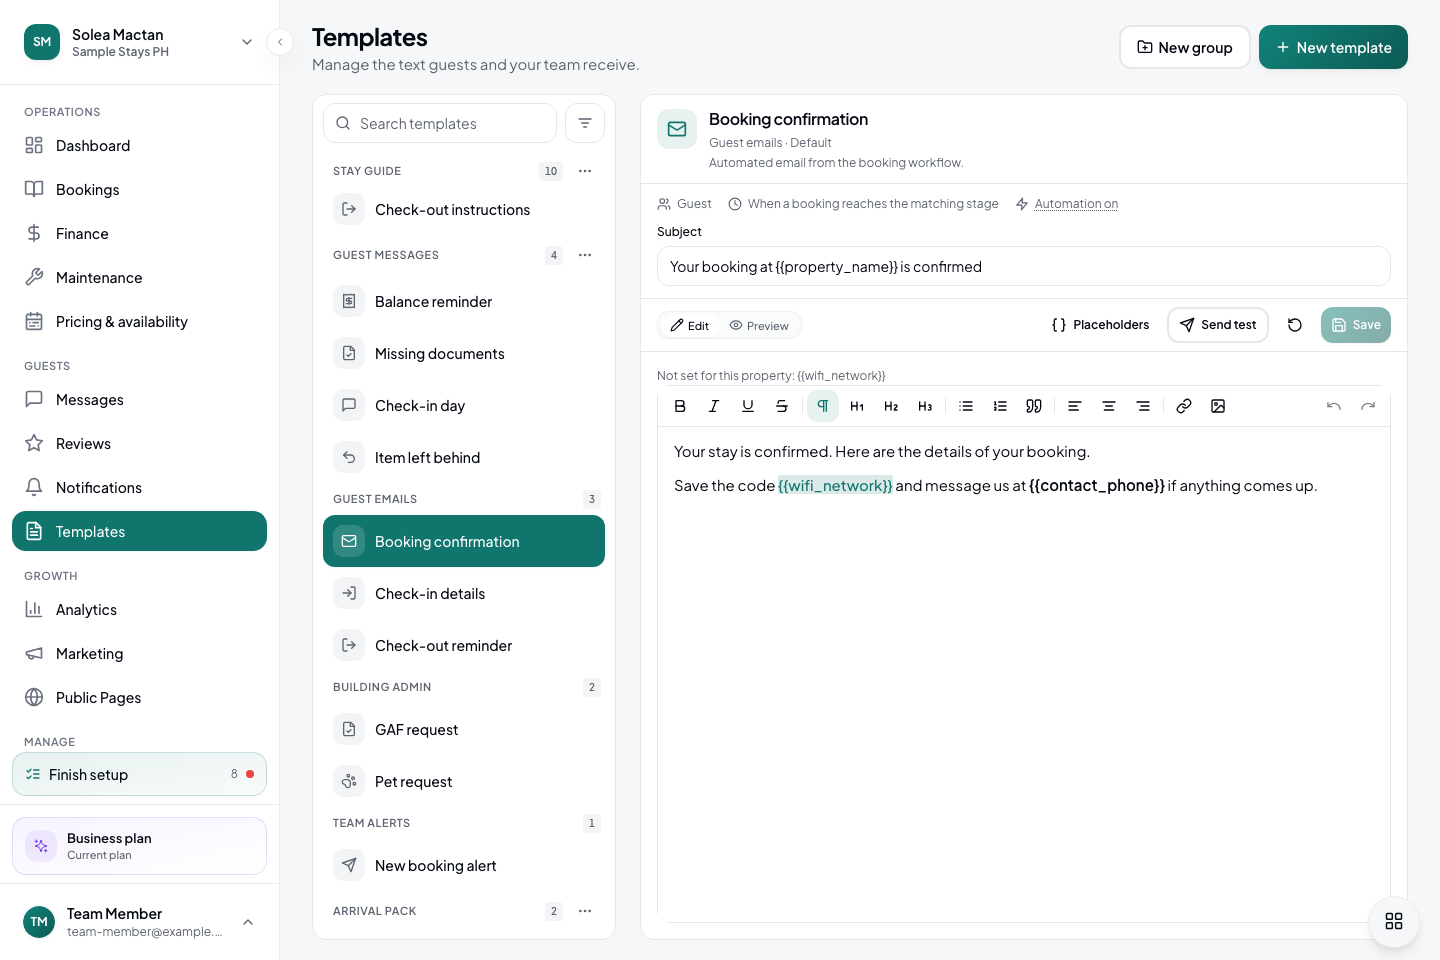 SM
Solea Mactan
Sample Stays PH
OPERATIONS
Dashboard
Bookings
Finance
Maintenance
Pricing & availability
GUESTS
Messages
Reviews
Notifications
Templates
GROWTH
Analytics
Marketing
Public Pages
MANAGE
Finish setup
8
Business plan
Current plan
TM
Team Member
team-member@example....
Templates
Manage the text guests and your team receive.
New group
New template
Search templates
STAY GUIDE
10
Check-out instructions
GUEST MESSAGES
4
Balance reminder
Missing documents
Check-in day
Item left behind
GUEST EMAILS
3
Booking confirmation
Check-in details
Check-out reminder
BUILDING ADMIN
2
GAF request
Pet request
TEAM ALERTS
1
New booking alert
ARRIVAL PACK
2
Booking confirmation
Guest emails · Default
Automated email from the booking workflow.
Guest
When a booking reaches the matching stage
Automation on
Subject
Your booking at {{property_name}} is confirmed
Edit
Preview
Placeholders
Send test
Save
Not set for this property: {{wifi_network}}
B I U S H1 H2 H3
Your stay is confirmed. Here are the details of your booking.
Save the code {{wifi_network}} and message us at {{contact_phone}} if anything comes up.